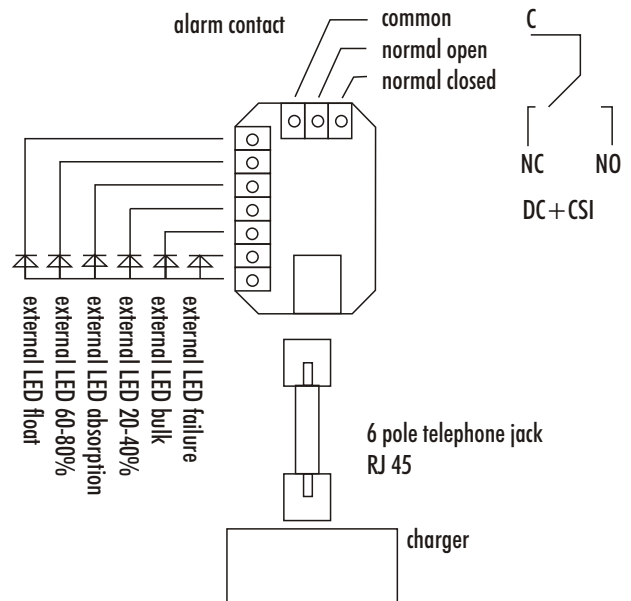 alarm contact
common
normal open
normal closed
C
NC
NO
DC+CSI
external LED float
external LED 60-80%
external LED absorption
external LED 20-40%
external LED bulk
external LED failure
6 pole telephone jack
RJ 45
charger